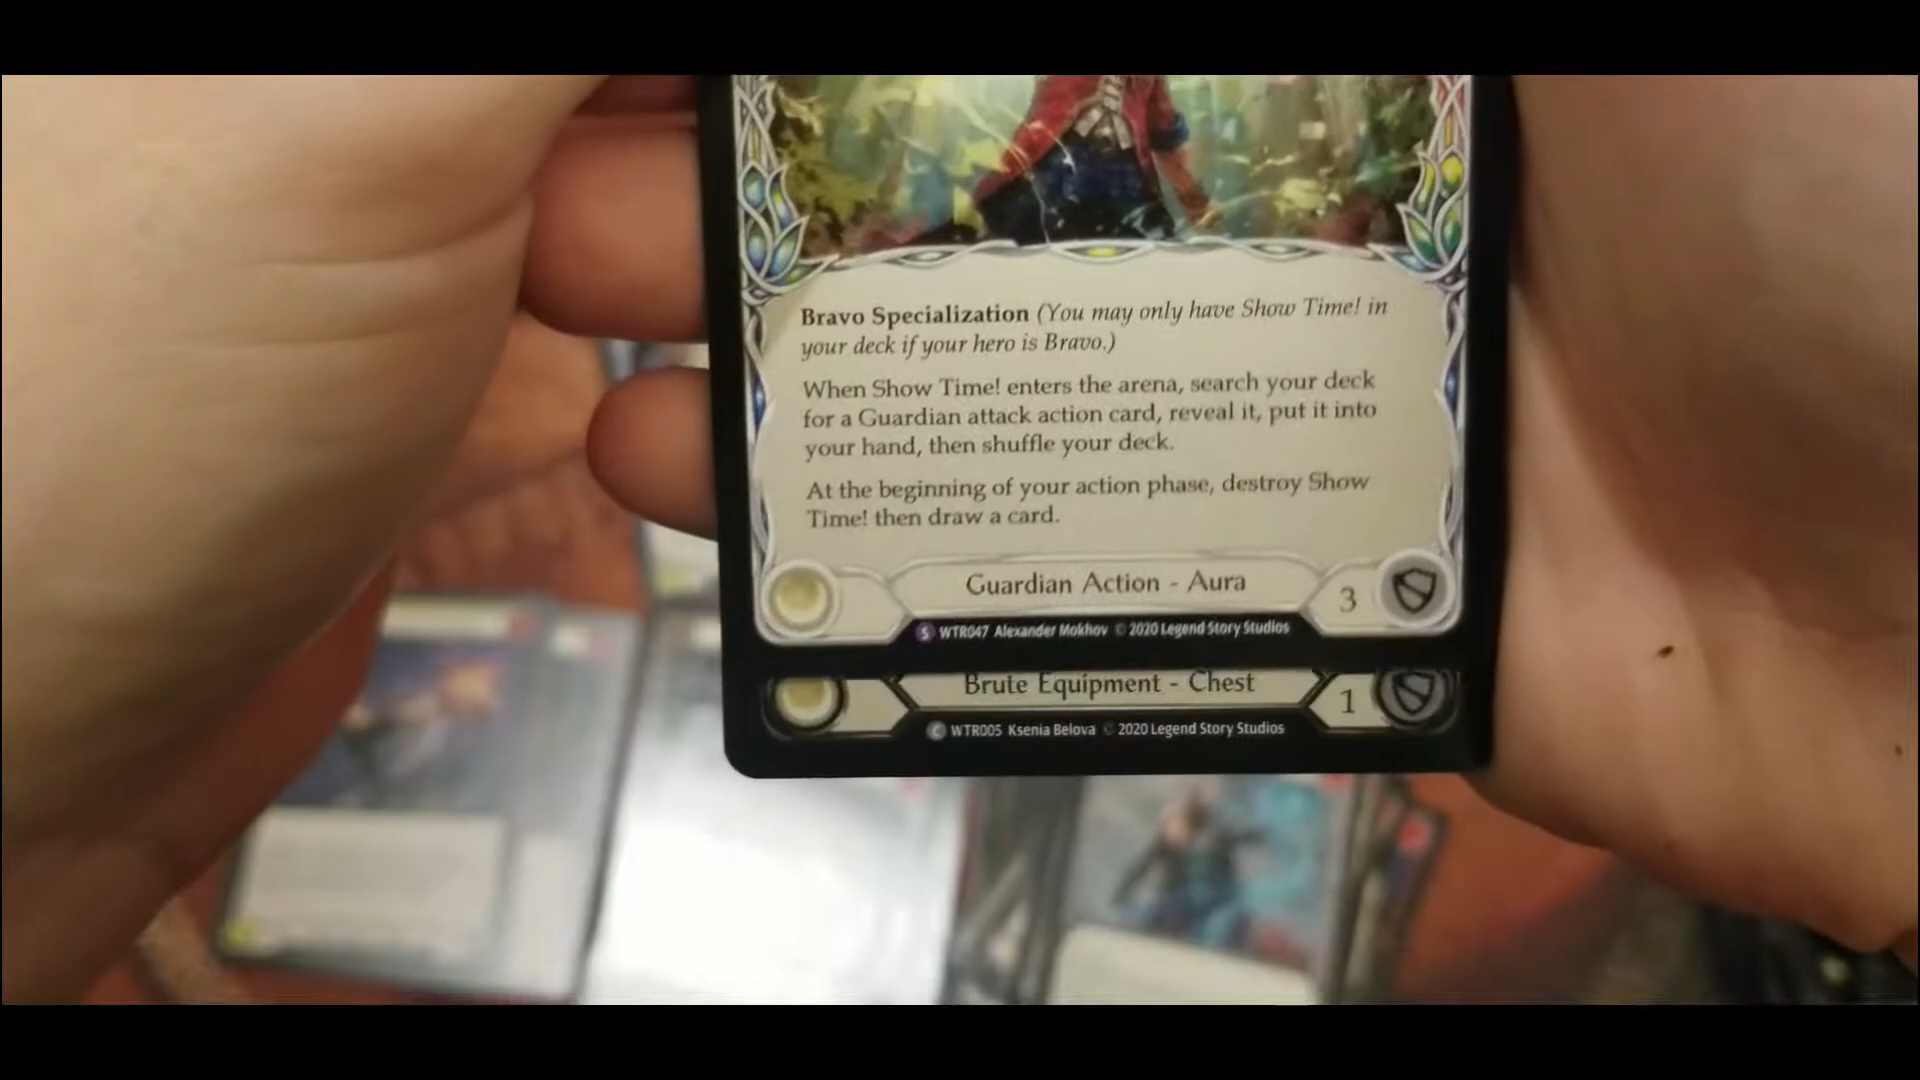 Bravo Specialization (You may only have Show Time! in
your deck if your hero is Bravo.)
When Show Time! enters the arena, search your deck
for a Guardian attack action card, reveal it, put it into
your hand, then shuffle your deck.
At the beginning of your action phase, destroy Show
Time! then draw a card.
Guardian Action - Aura
3
S WTR047 Alexander Mokhov © 2020 Legend Story Studios
Brute Equipment - Chest
1
C WTR005 Ksenia Belova © 2020 Legend Story Studios